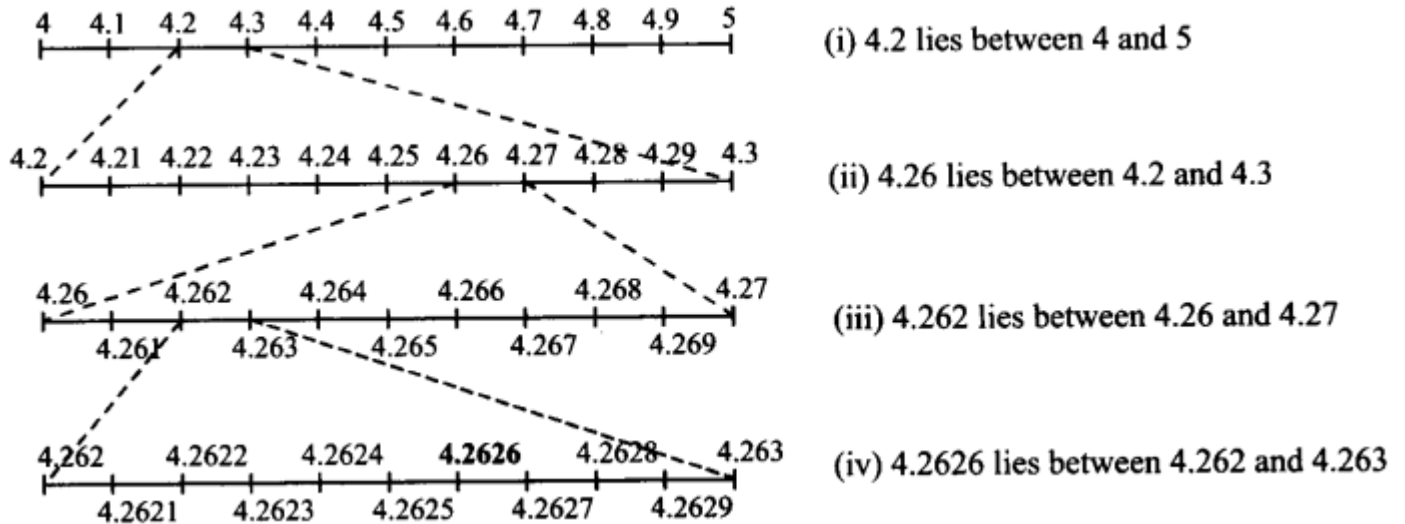 4 4.1 4.2 4.3 4.4 4.5 4.6 4.7 4.8 4.9 5
(i) 4.2 lies between 4 and 5
4.2 4.21 4.22 4.23 4.24 4.25 4.26 4.27 4.28 4.29 4.3
(ii) 4.26 lies between 4.2 and 4.3
4.26 4.262 4.264 4.266 4.268 4.27
(iii) 4.262 lies between 4.26 and 4.27
4.261 4.263 4.265 4.267 4.269
4.262 4.2622 4.2624 4.2626 4.2628 4.263
(iv) 4.2626 lies between 4.262 and 4.263
4.2621 4.2623 4.2625 4.2627 4.2629